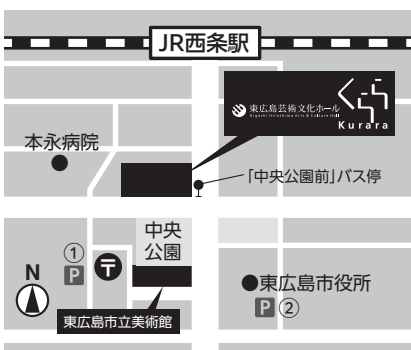 JR西条駅
東広島芸術文化ホール
Higashi Hiroshima Arts & Culture Hall
くらら
Kurara
本永病院
「中央公園前」バス停
中央
公園
①
P
〒
N
東広島市立美術館
東広島市役所
P②